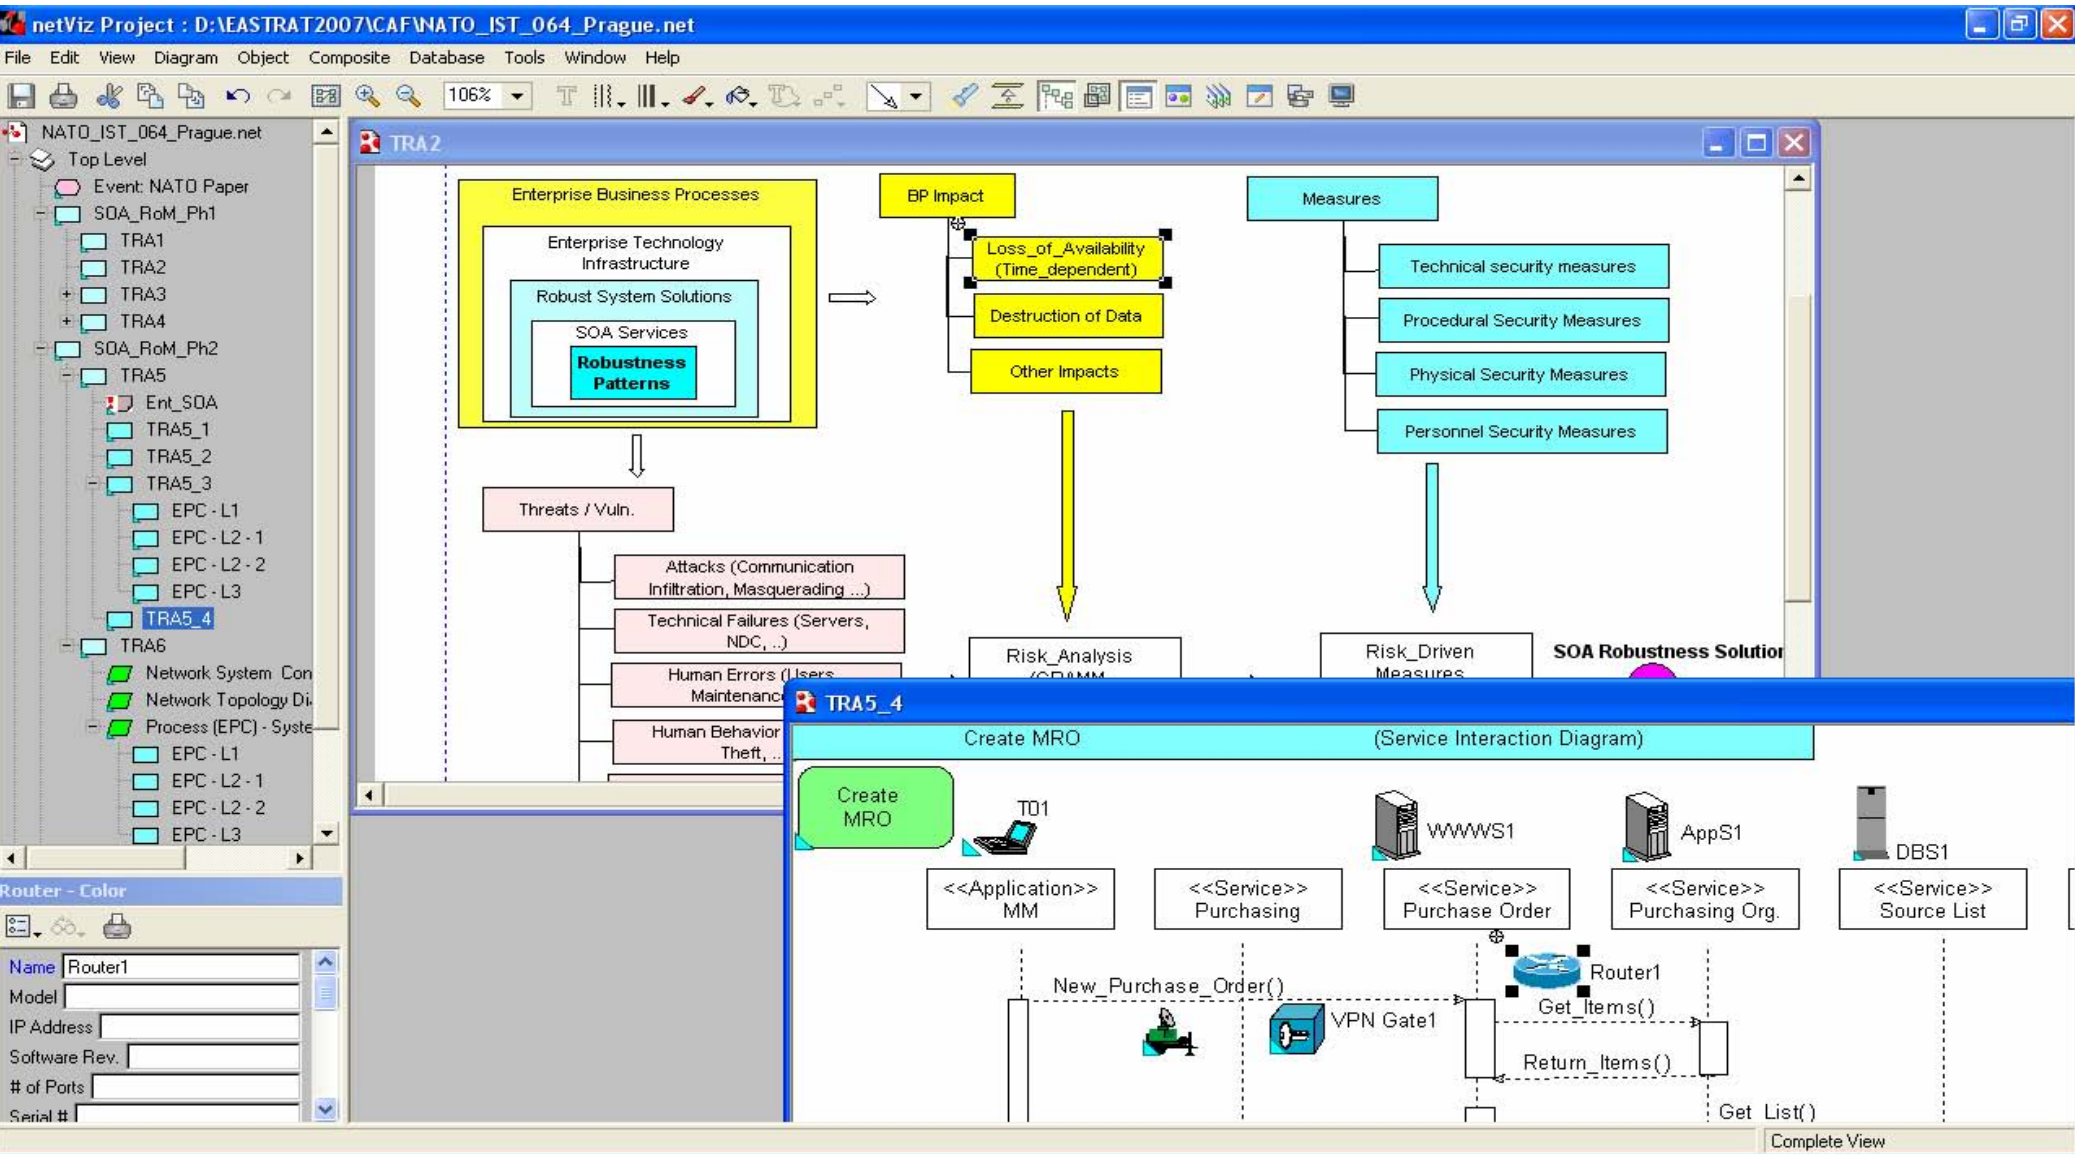 netViz Project : D:\EASTRAT2007\CAF\NATO_IST_064_Prague.net
File Edit View Diagram Object Composite Database Tools Window Help
106%
NATO_IST_064_Prague.net
Top Level
Event: NATO Paper
SOA_RoM_Ph1
TRA1
TRA2
TRA3
TRA4
SOA_RoM_Ph2
TRA5
Ent_SOA
TRA5_1
TRA5_2
TRA5_3
EPC - L1
EPC - L2 - 1
EPC - L2 - 2
EPC - L3
TRA5_4
TRA6
Network System Con
Network Topology Di
Process (EPC) - Syste
EPC - L1
EPC - L2 - 1
EPC - L2 - 2
EPC - L3
Router - Color
Name Router1
Model
IP Address
Software Rev.
# of Ports
Serial #
TRA2
Enterprise Business Processes
Enterprise Technology
Infrastructure
Robust System Solutions
SOA Services
Robustness
Patterns
BP Impact
Loss_of_Availability
(Time_dependent)
Destruction of Data
Other Impacts
Measures
Technical security measures
Procedural Security Measures
Physical Security Measures
Personnel Security Measures
Threats / Vuln.
Attacks (Communication
Infiltration, Masquerading ...)
Technical Failures (Servers,
NDC, ..)
Human Errors (Users
Maintenanc
Human Behavior
Theft, ..
Risk_Analysis
(CRAMM
Risk_Driven
Measures
SOA Robustness Solution
TRA5_4
Create MRO (Service Interaction Diagram)
Create
MRO
T01
WWWS1
AppS1
DBS1
<<Application>>
MM
<<Service>>
Purchasing
<<Service>>
Purchase Order
<<Service>>
Purchasing Org.
<<Service>>
Source List
Router1
New_Purchase_Order()
VPN Gate1
Get_Items()
Return_Items()
Get_List()
Complete View